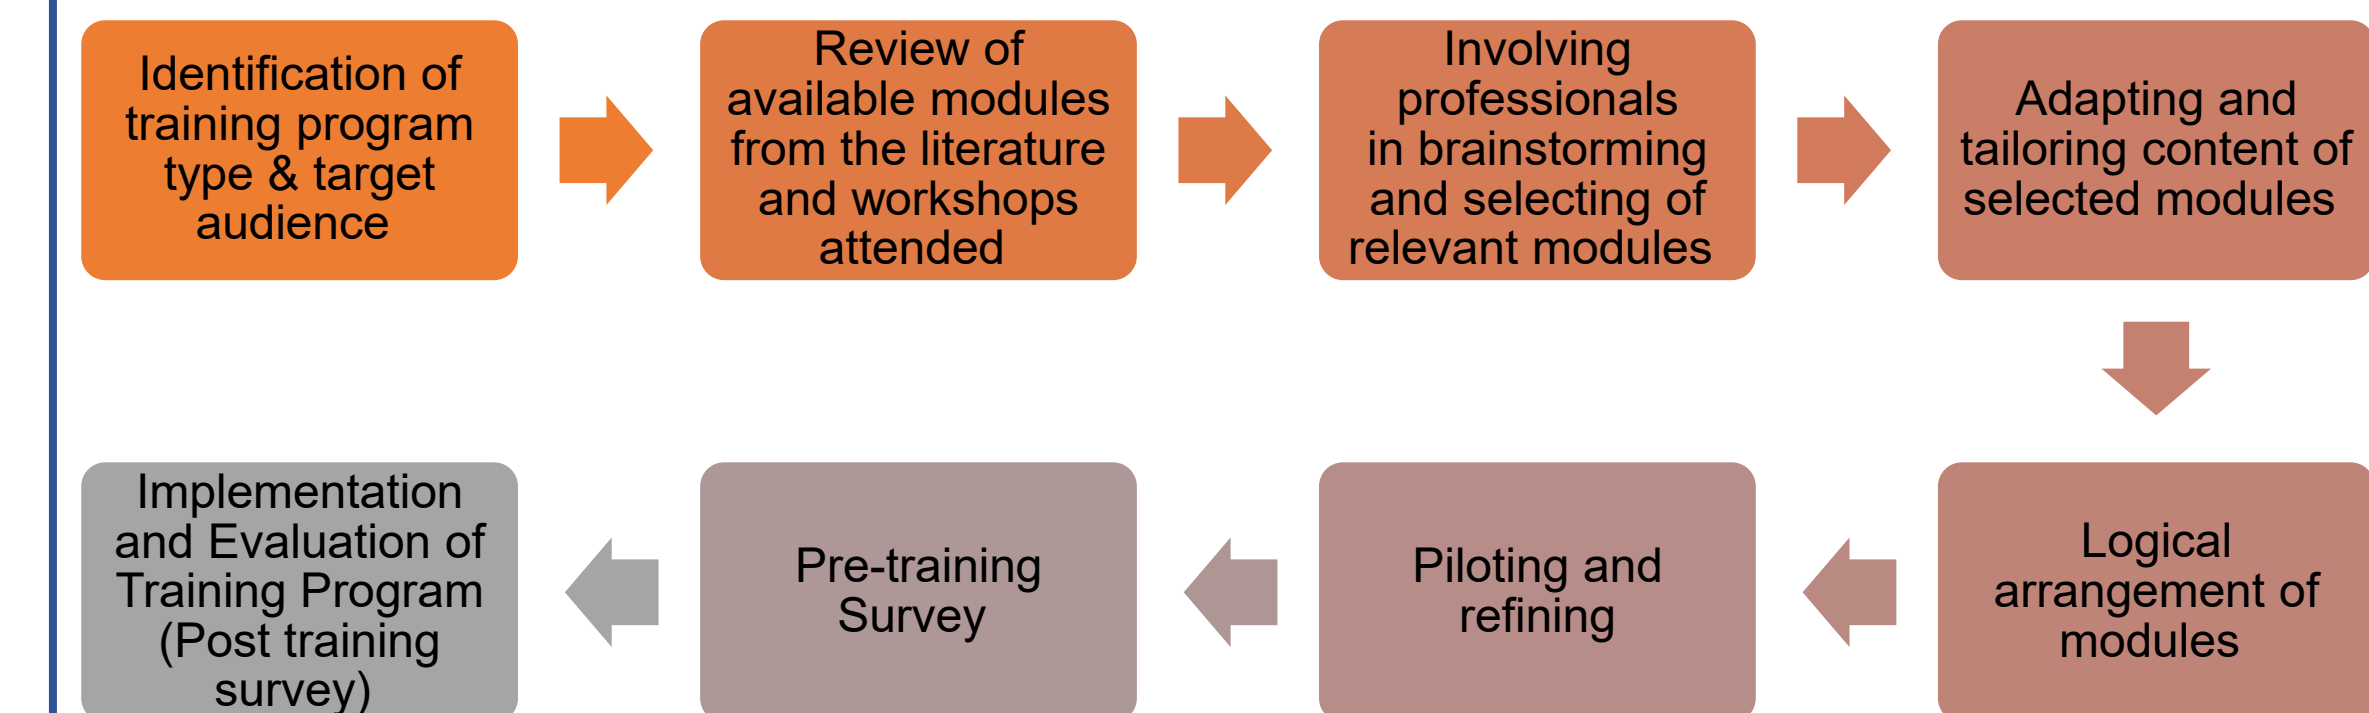 Identification of
training program
type & target
audience
Review of
available modules
from the literature
and workshops
attended
Involving
professionals
in brainstorming
and selecting of
relevant modules
Adapting and
tailoring content of
selected modules
Logical
arrangement of
modules
Piloting and
refining
Pre-training
Survey
Implementation
and Evaluation of
Training Program
(Post training
survey)